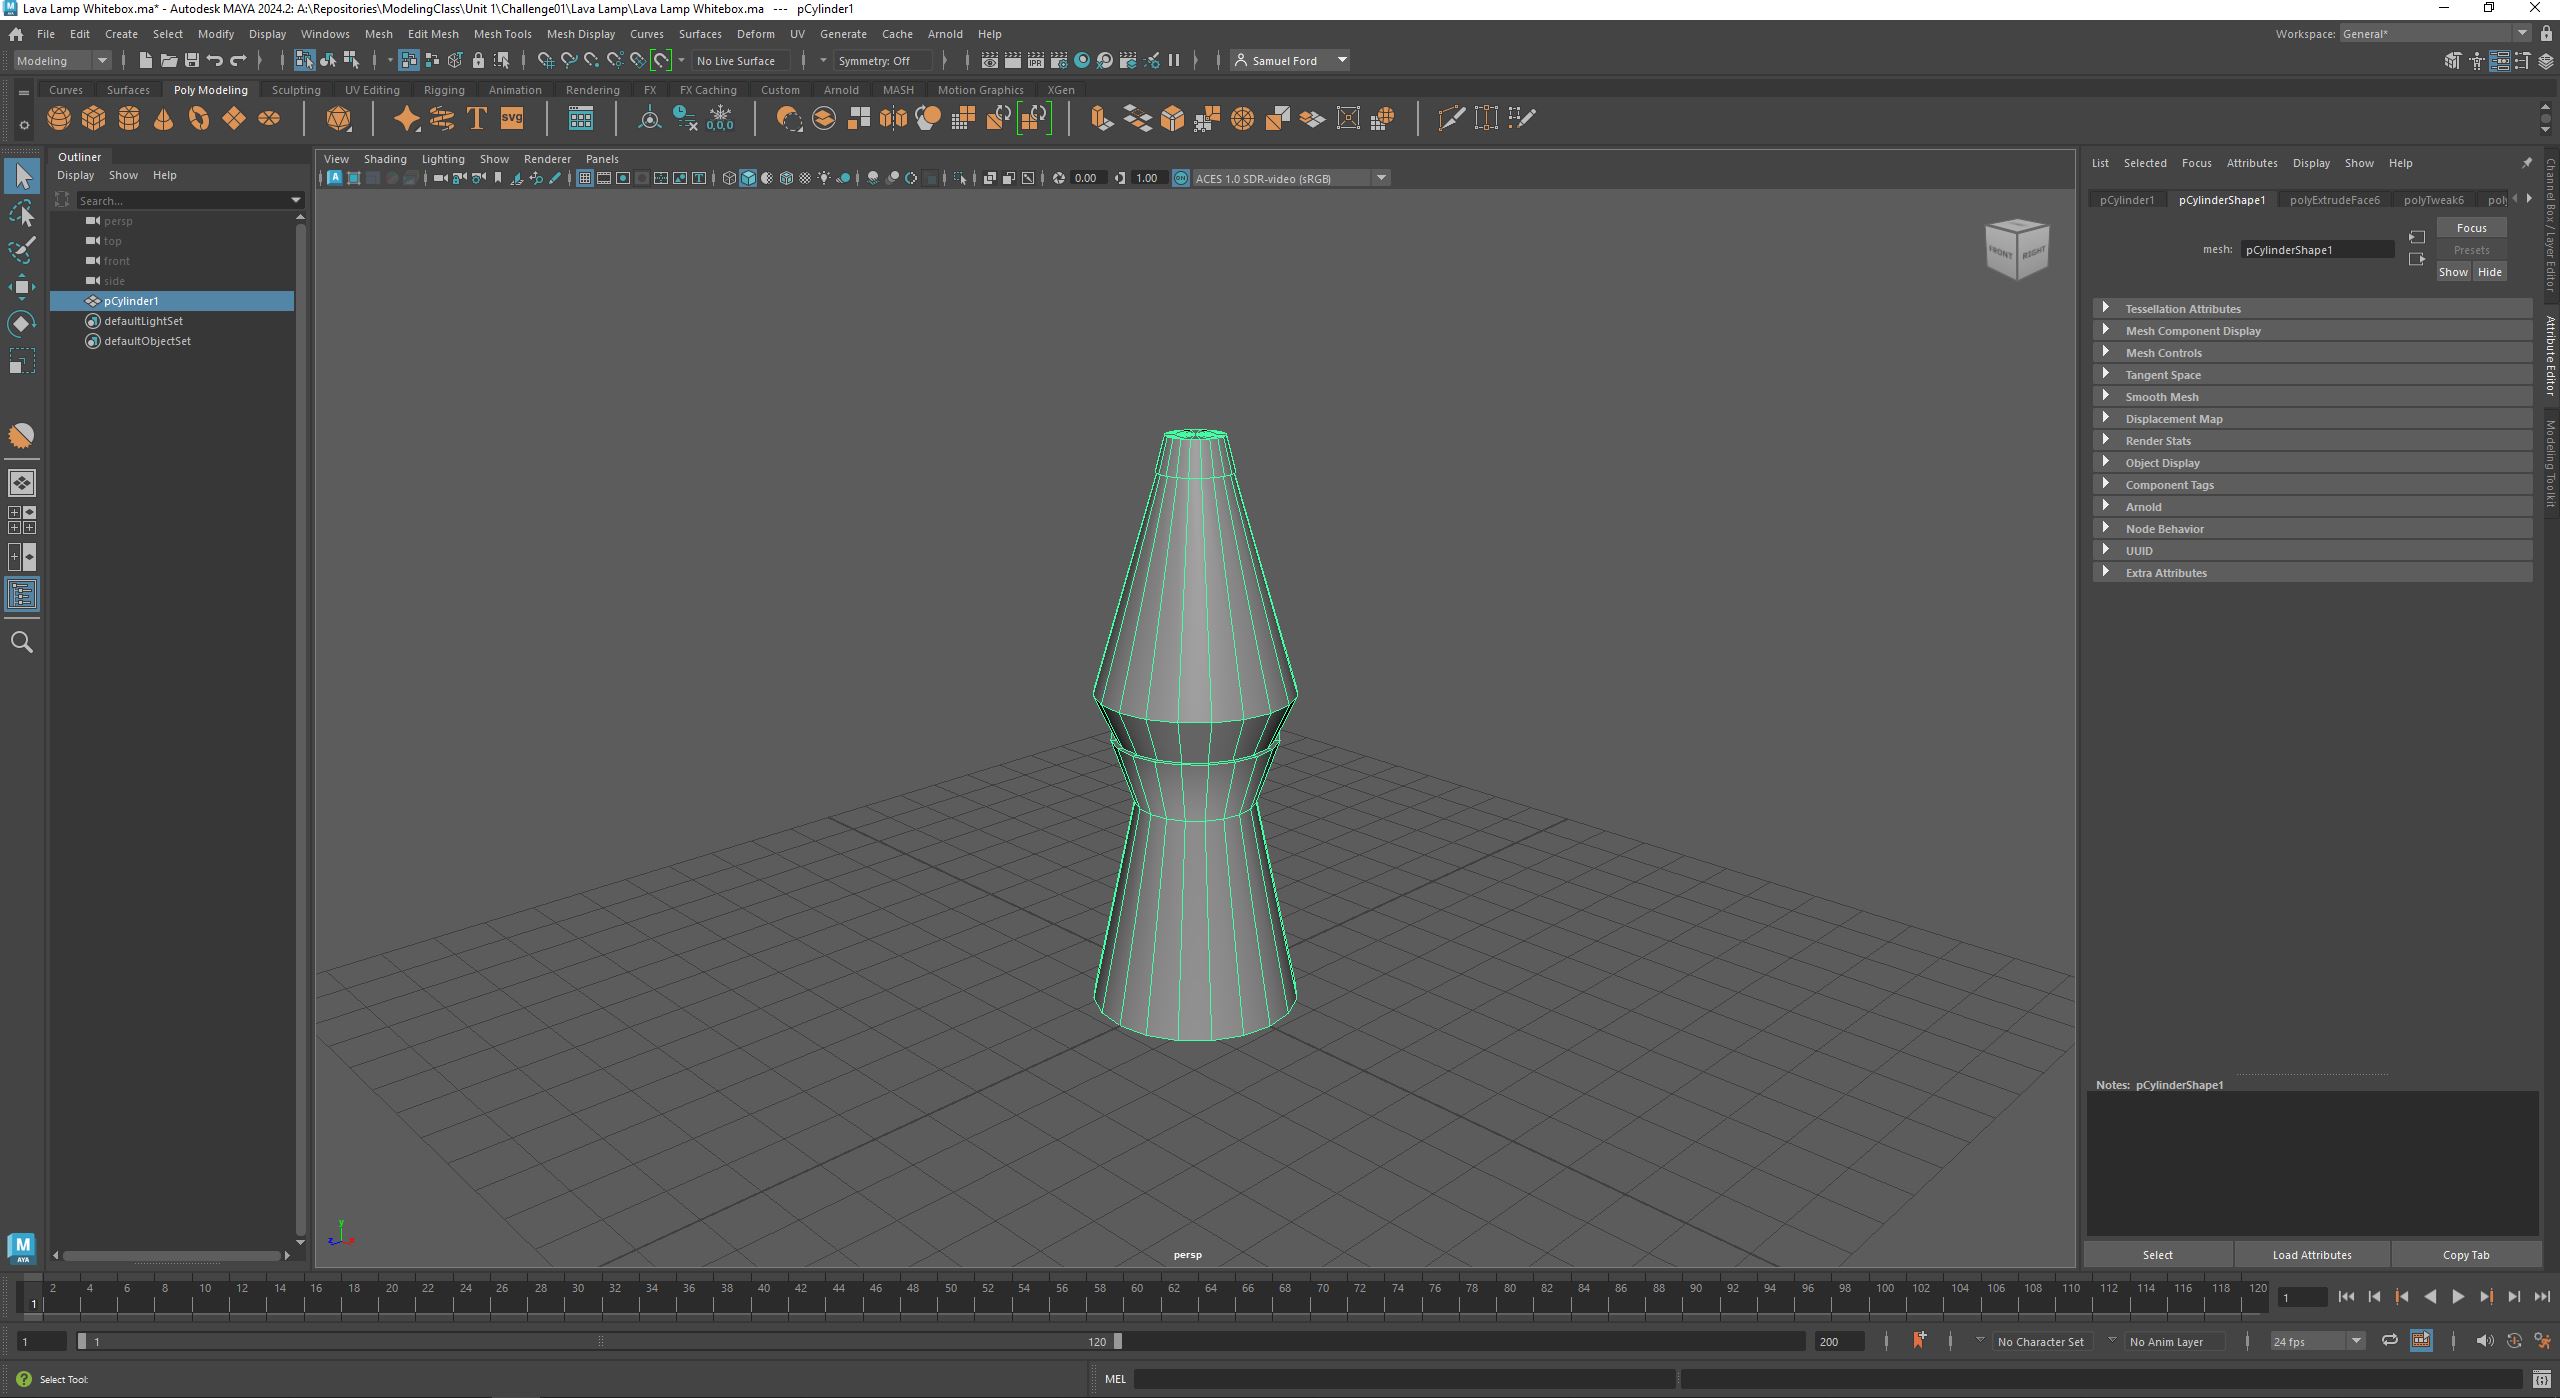 Lava Lamp Whitebox.ma* - Autodesk MAYA 2024.2: A:\Repositories\ModelingClass\Unit 1\Challenge01\Lava Lamp\Lava Lamp Whitebox.ma --- pCylinder1
File Edit Create Select Modify Display Windows Mesh Edit Mesh Mesh Tools Mesh Display Curves Surfaces Deform UV Generate Cache Arnold Help
Workspace: General*
Modeling
No Live Surface
Symmetry: Off
IPR
Samuel Ford
Curves Surfaces Poly Modeling Sculpting UV Editing Rigging Animation Rendering FX FX Caching Custom Arnold MASH Motion Graphics XGen
T
SVG
0,0,0
Outliner
Display Show Help
Search...
persp
top
front
side
pCylinder1
defaultLightSet
defaultObjectSet
View Shading Lighting Show Renderer Panels
0.00
1.00
ON
ACES 1.0 SDR-video (sRGB)
FRONT
RIGHT
y
z
x
persp
List Selected Focus Attributes Display Show Help
pCylinder1 pCylinderShape1 polyExtrudeFace6 polyTweak6 poly
mesh: pCylinderShape1
Focus
Presets
Show Hide
Tessellation Attributes
Mesh Component Display
Mesh Controls
Tangent Space
Smooth Mesh
Displacement Map
Render Stats
Object Display
Component Tags
Arnold
Node Behavior
UUID
Extra Attributes
Notes: pCylinderShape1
Select
Load Attributes
Copy Tab
Channel Box / Layer Editor
Attribute Editor
Modeling Toolkit
M
AYA
2 4 6 8 10 12 14 16 18 20 22 24 26 28 30 32 34 36 38 40 42 44 46 48 50 52 54 56 58 60 62 64 66 68 70 72 74 76 78 80 82 84 86 88 90 92 94 96 98 100 102 104 106 108 110 112 114 116 118 120
1
1
1
1
120
200
No Character Set
No Anim Layer
24 fps
Select Tool:
MEL